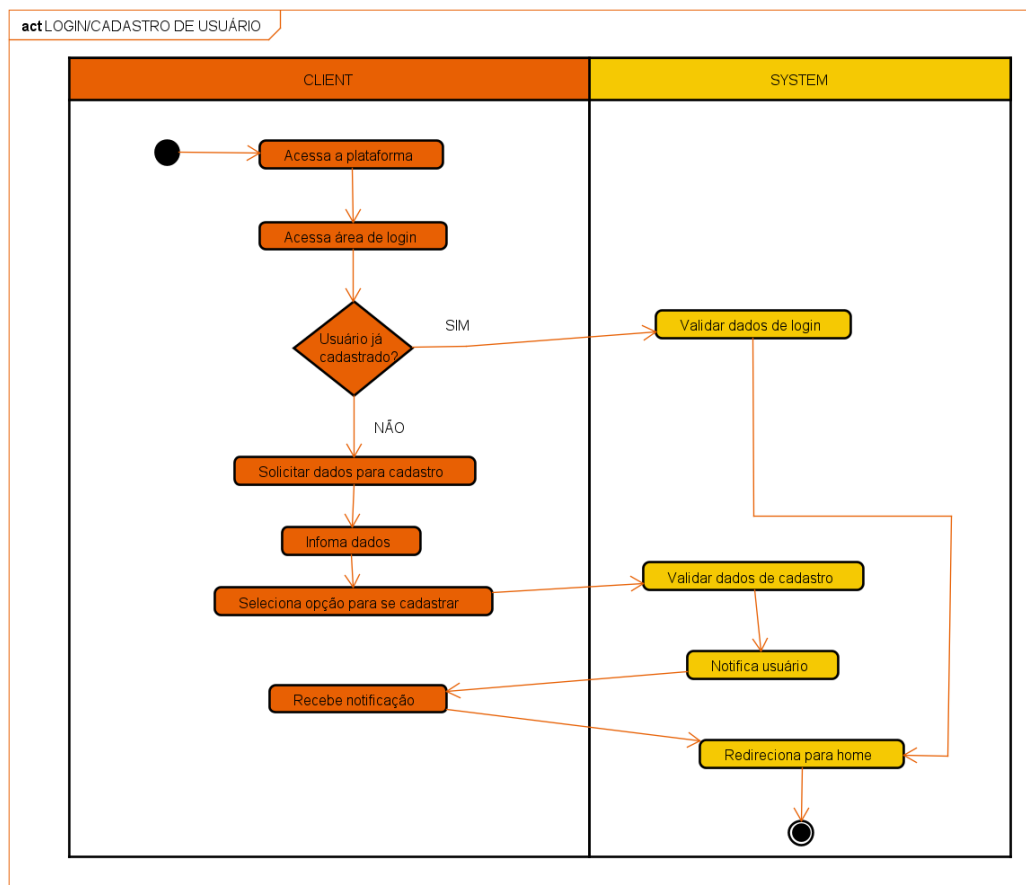 act LOGIN/CADASTRO DE USUÁRIO
CLIENT
SYSTEM
Acessa a plataforma
Acessa área de login
Usuário já
cadastrado?
SIM
Validar dados de login
NÃO
Solicitar dados para cadastro
Infoma dados
Seleciona opção para se cadastrar
Validar dados de cadastro
Notifica usuário
Recebe notificação
Redireciona para home